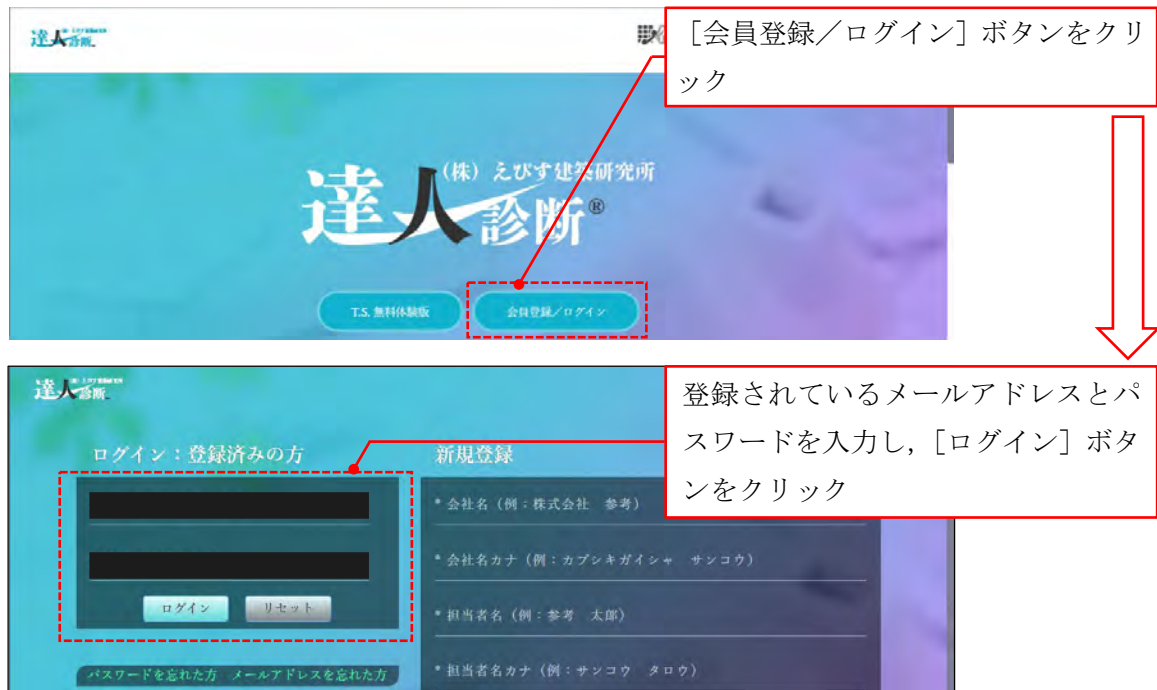 達人診断
［会員登録／ログイン］ボタンをクリ
ック
（株）えびす建築研究所
達人診断®
T.S. 無料体験版
会員登録／ログイン
達人診断
登録されているメールアドレスとパ
スワードを入力し，［ログイン］ボタ
ンをクリック
ログイン：登録済みの方
新規登録
* 会社名（例：株式会社　参考）
* 会社名カナ（例：カブシキガイシャ　サンコウ）
ログイン
リセット
* 担当者名（例：参考　太郎）
パスワードを忘れた方　メールアドレスを忘れた方
* 担当者名カナ（例：サンコウ　タロウ）